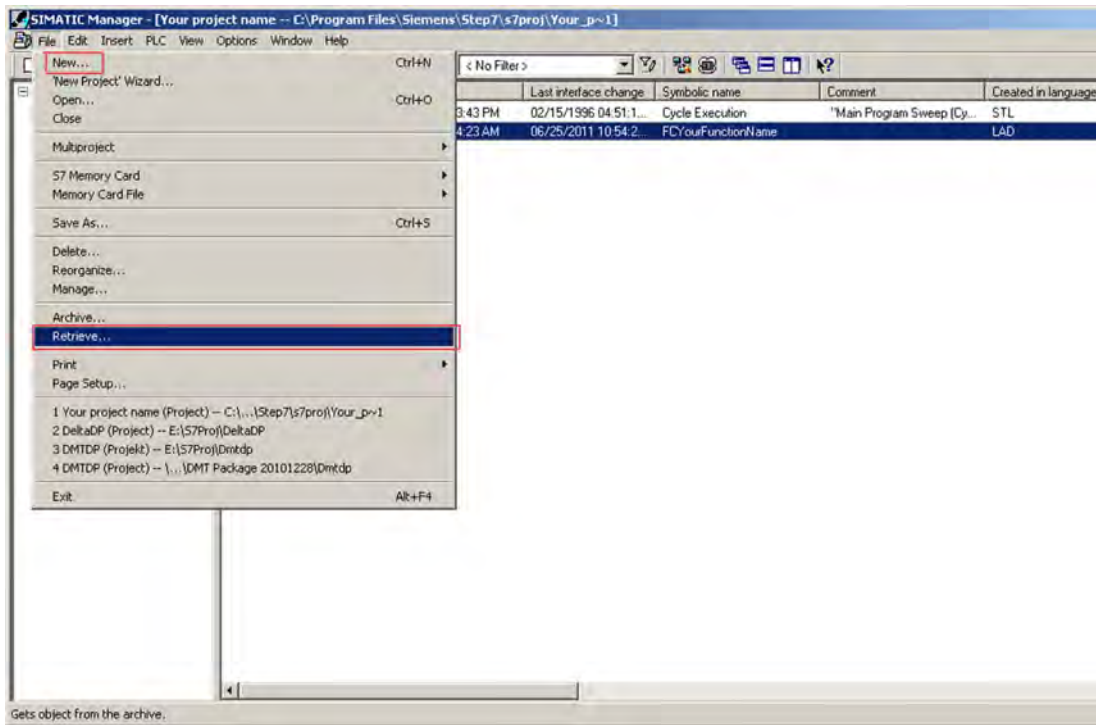 SIMATIC Manager - [Your project name -- C:\Program Files\Siemens\Step7\s7proj\Your_p~1]
File Edit Insert PLC View Options Window Help
New... Ctrl+N
< No Filter >
'New Project' Wizard...
Open... Ctrl+O
Last interface change Symbolic name Comment Created in language
Close
3:43 PM 02/15/1996 04:51:1... Cycle Execution "Main Program Sweep (Cy... STL
4:23 AM 06/25/2011 10:54:2... FCYourFunctionName LAD
Multiproject
S7 Memory Card
Memory Card File
Save As... Ctrl+S
Delete...
Reorganize...
Manage...
Archive...
Retrieve...
Print
Page Setup...
1 Your project name (Project) -- C:\...\Step7\s7proj\Your_p~1
2 DeltaDP (Project) -- E:\S7Proj\DeltaDP
3 DMTDP (Projekt) -- E:\S7Proj\Dmtdp
4 DMTDP (Project) -- \...\DMT Package 20101228\Dmtdp
Exit Alt+F4
Gets object from the archive.